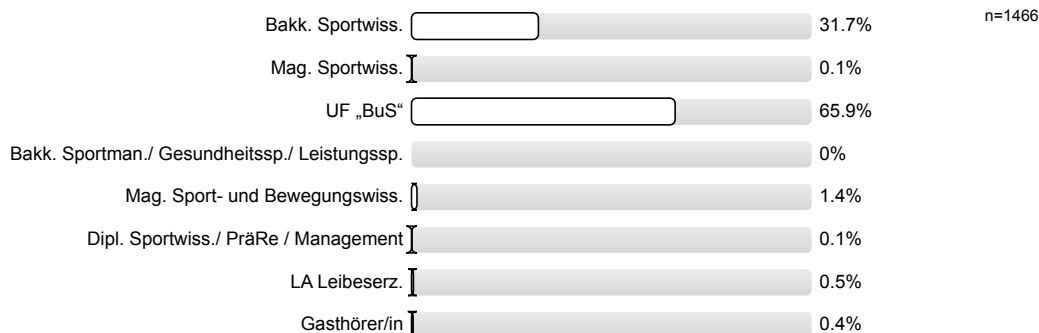 n=1466
Bakk. Sportwiss. 31.7%
Mag. Sportwiss. 0.1%
UF „BuS“ 65.9%
Bakk. Sportman./ Gesundheitssp./ Leistungssp. 0%
Mag. Sport- und Bewegungswiss. 1.4%
Dipl. Sportwiss./ PräRe / Management 0.1%
LA Leibeserz. 0.5%
Gasthörer/in 0.4%